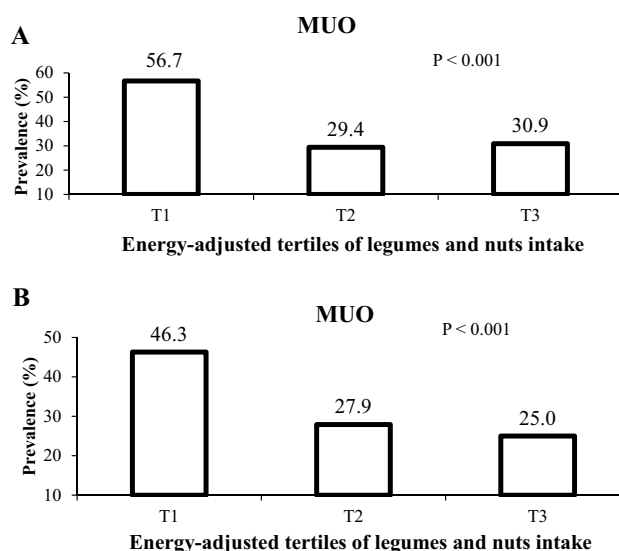 A
MUO
P < 0.001
Prevalence (%)
60
50
40
30
20
10
56.7
29.4
30.9
T1 T2 T3
Energy-adjusted tertiles of legumes and nuts intake
B
MUO
P < 0.001
Prevalence (%)
50
40
30
20
10
46.3
27.9
25.0
T1 T2 T3
Energy-adjusted tertiles of legumes and nuts intake